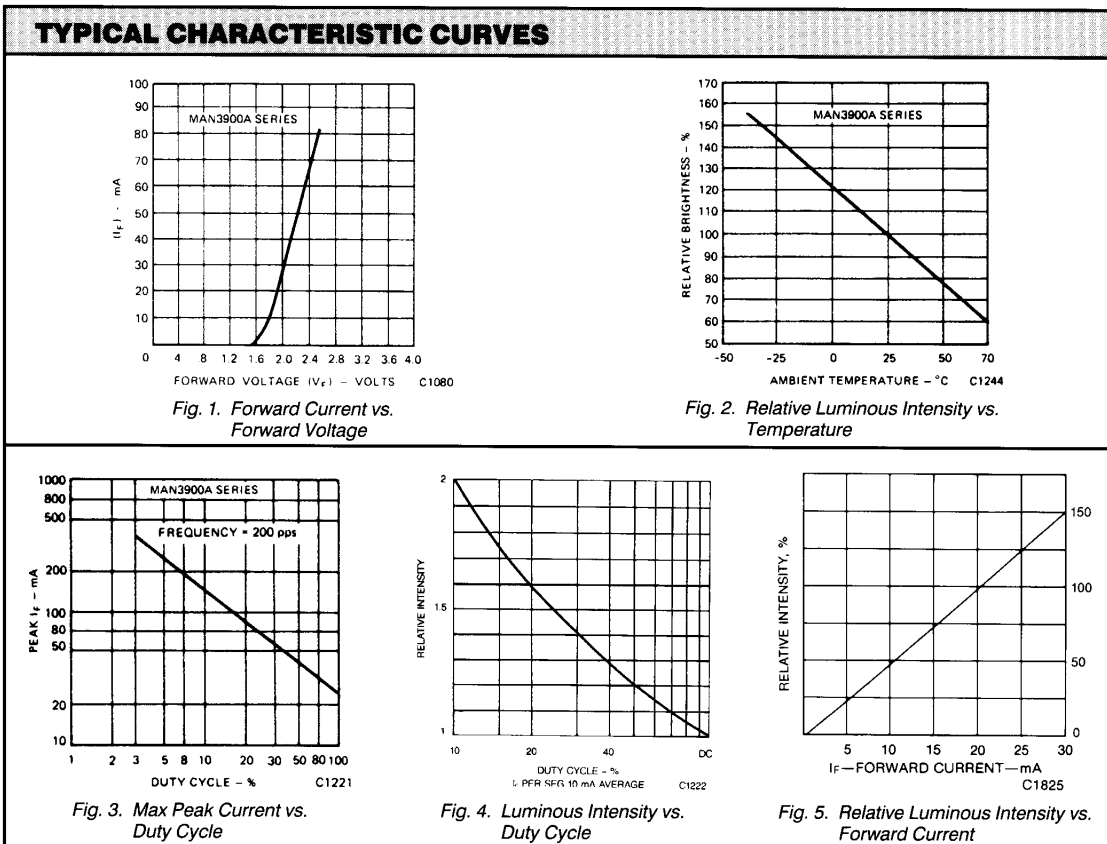 TYPICAL CHARACTERISTIC CURVES
100
90
80
70
60
50
40
30
20
10
MAN3900A SERIES
(IF) - mA
0 4 8 1.2 1.6 2.0 2.4 2.8 3.2 3.6 4.0
FORWARD VOLTAGE (VF) – VOLTS C1080
Fig. 1. Forward Current vs.
Forward Voltage
170
160
150
140
130
120
110
100
90
80
70
60
50
MAN3900A SERIES
RELATIVE BRIGHTNESS – %
-50 -25 0 25 50 70
AMBIENT TEMPERATURE – °C C1244
Fig. 2. Relative Luminous Intensity vs.
Temperature
1000
800
500
200
100
80
50
20
10
MAN3900A SERIES
FREQUENCY = 200 pps
PEAK IF – mA
1 2 3 5 8 10 20 30 50 80 100
DUTY CYCLE – % C1221
Fig. 3. Max Peak Current vs.
Duty Cycle
2
1.5
1
RELATIVE INTENSITY
10 20 40 DC
DUTY CYCLE – %
PER SEG 10 mA AVERAGE C1222
Fig. 4. Luminous Intensity vs.
Duty Cycle
RELATIVE INTENSITY, %
150
100
50
0
5 10 15 20 25 30
IF—FORWARD CURRENT—mA
C1825
Fig. 5. Relative Luminous Intensity vs.
Forward Current